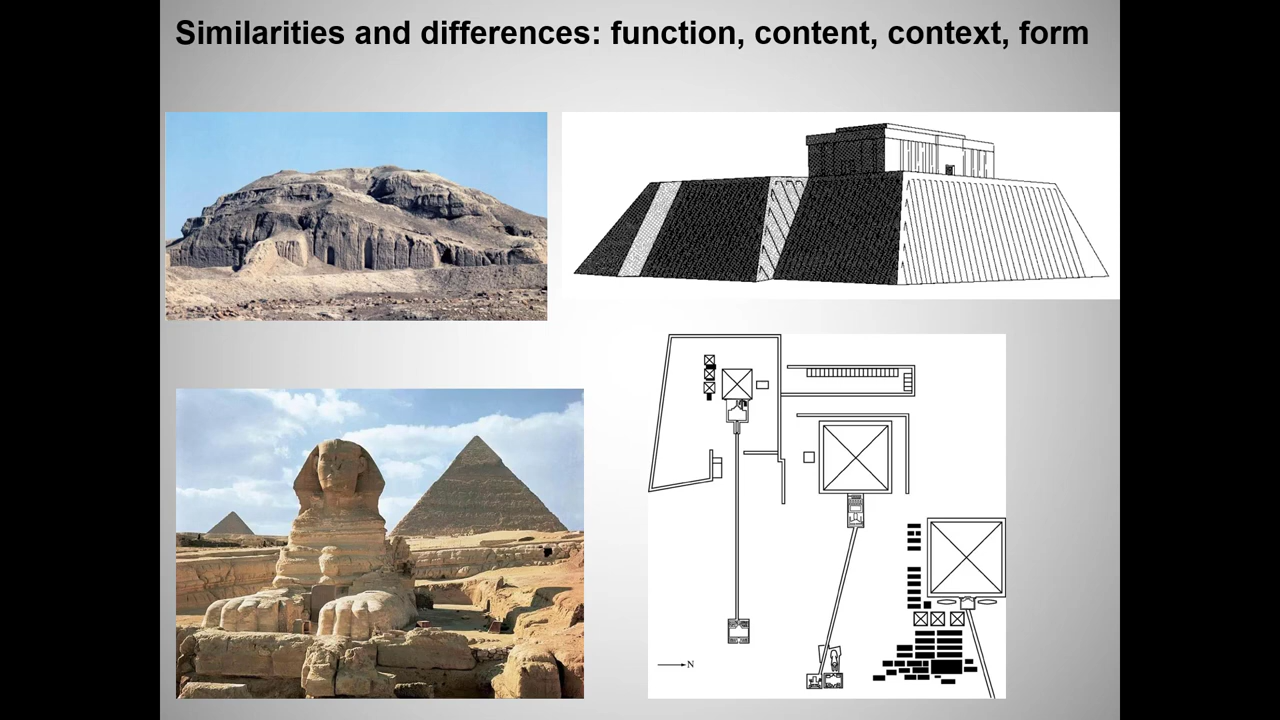 Similarities and differences: function, content, context, form
N